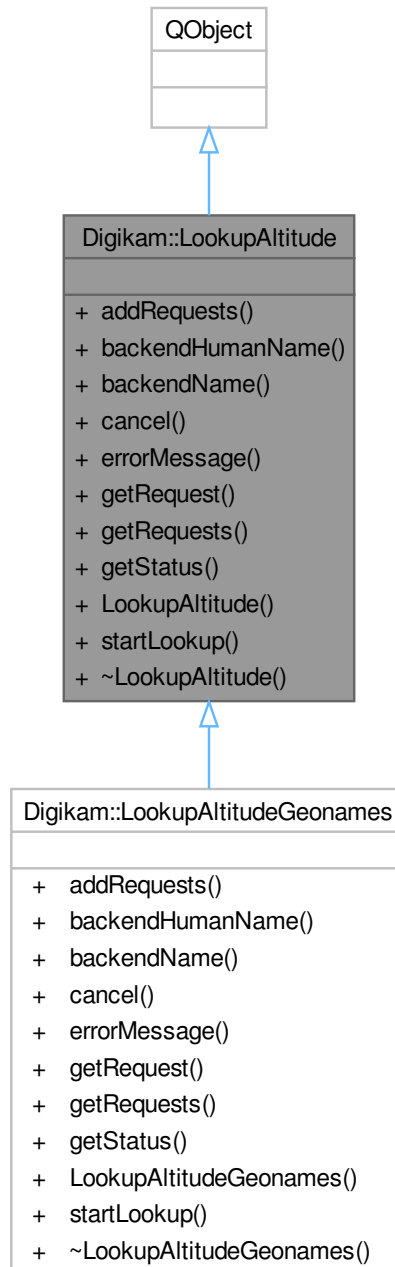 QObject
Digikam::LookupAltitude
+ addRequests()
+ backendHumanName()
+ backendName()
+ cancel()
+ errorMessage()
+ getRequest()
+ getRequests()
+ getStatus()
+ LookupAltitude()
+ startLookup()
+ ~LookupAltitude()
Digikam::LookupAltitudeGeonames
+ addRequests()
+ backendHumanName()
+ backendName()
+ cancel()
+ errorMessage()
+ getRequest()
+ getRequests()
+ getStatus()
+ LookupAltitudeGeonames()
+ startLookup()
+ ~LookupAltitudeGeonames()